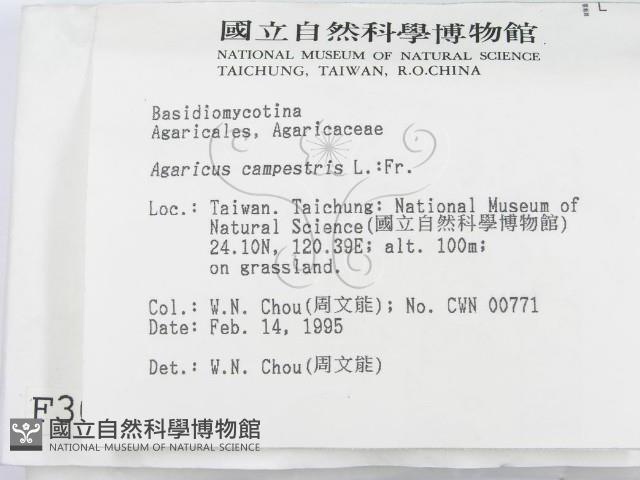 國立自然科學博物館
NATIONAL MUSEUM OF NATURAL SCIENCE
TAICHUNG, TAIWAN, R.O.CHINA
Basidiomycotina
Agaricales, Agaricaceae
Agaricus campestris L.:Fr.
Loc.: Taiwan. Taichung: National Museum of
Natural Science(國立自然科學博物館)
24.10N, 120.39E; alt. 100m;
on grassland.
Col.: W.N. Chou(周文能); No. CWN 00771
Date: Feb. 14, 1995
Det.: W.N. Chou(周文能)
國立自然科學博物館
NATIONAL MUSEUM OF NATURAL SCIENCE